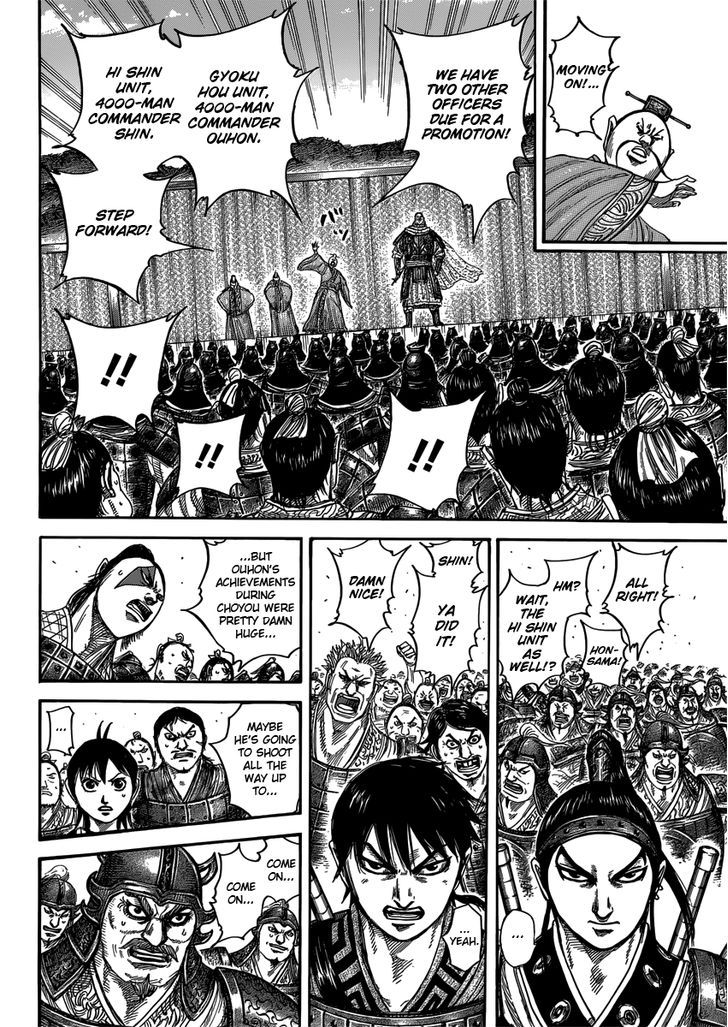 MOVING
ON!...
WE HAVE
TWO OTHER
OFFICERS
DUE FOR A
PROMOTION!
GYOKU
HOU UNIT,
4000-MAN
COMMANDER
OUHON.
HI SHIN
UNIT,
4000-MAN
COMMANDER
SHIN.
STEP
FORWARD!
!!
!!
!!
ALL
RIGHT!
HON-
SAMA!
HM?
WAIT,
THE
HI SHIN
UNIT
AS
WELL!?
...
SHIN!
YA
DID
IT!
DAMN
NICE!
...
YEAH.
...BUT
OUHON'S
ACHIEVEMENTS
DURING
CHOYOU WERE
PRETTY DAMN
HUGE...
MAYBE
HE'S GOING
TO SHOOT
ALL THE
WAY UP
TO...
...
COME
ON...
COME
ON...